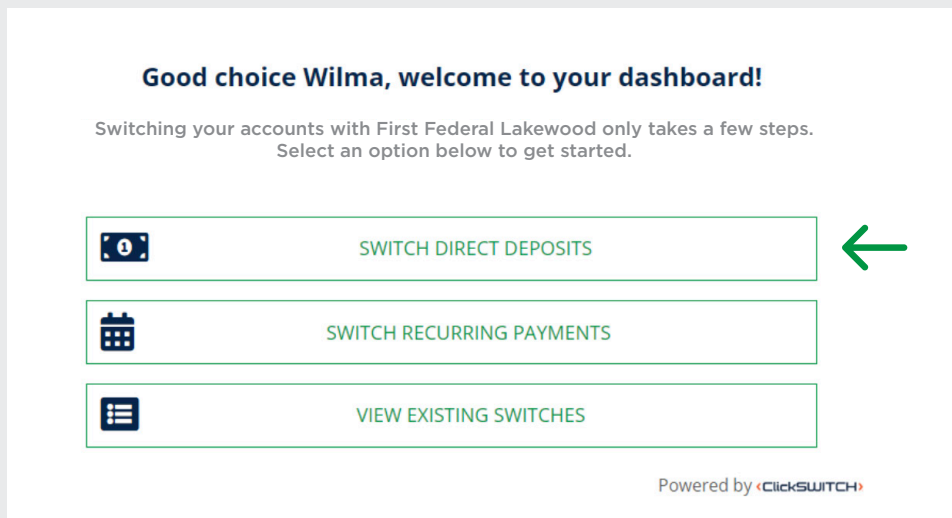 Good choice Wilma, welcome to your dashboard!
Switching your accounts with First Federal Lakewood only takes a few steps.
Select an option below to get started.
1
SWITCH DIRECT DEPOSITS
SWITCH RECURRING PAYMENTS
VIEW EXISTING SWITCHES
Powered by ‹ClickSWITCH›